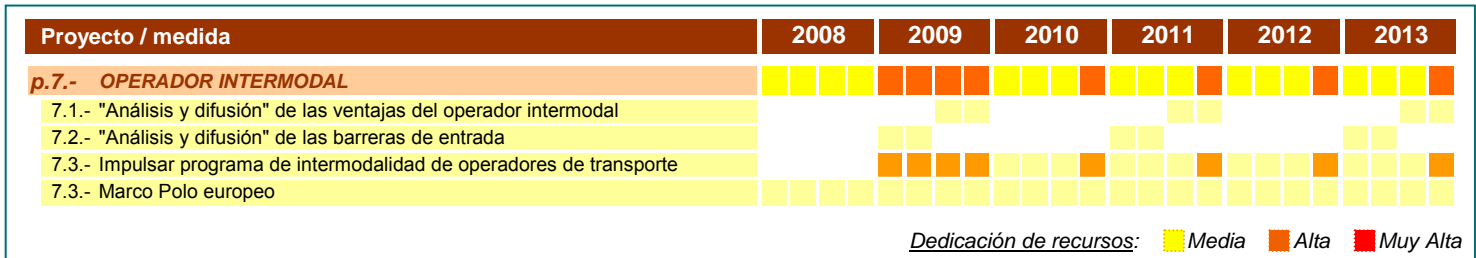 Proyecto / medida 2008 2009 2010 2011 2012 2013
p.7.- OPERADOR INTERMODAL
7.1.- "Análisis y difusión" de las ventajas del operador intermodal
7.2.- "Análisis y difusión" de las barreras de entrada
7.3.- Impulsar programa de intermodalidad de operadores de transporte
7.3.- Marco Polo europeo
Dedicación de recursos: Media Alta Muy Alta